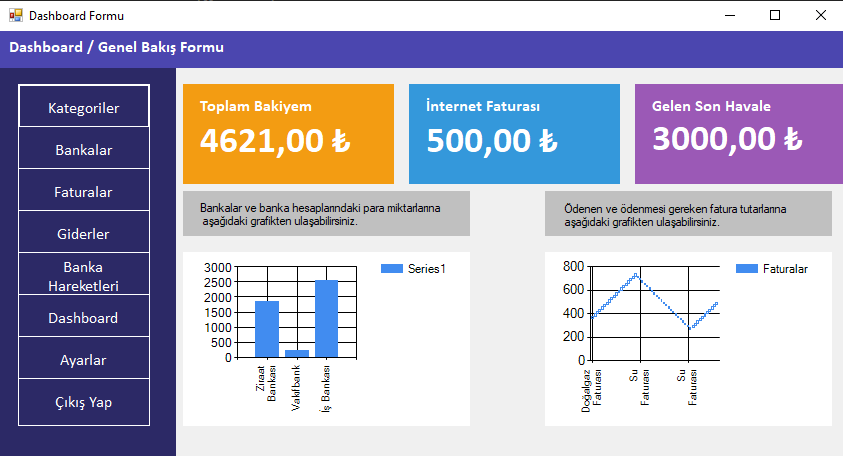 Dashboard Formu
Dashboard / Genel Bakış Formu
Kategoriler
Bankalar
Faturalar
Giderler
Banka
Hareketleri
Dashboard
Ayarlar
Çıkış Yap
Toplam Bakiyem
4621,00 ₺
İnternet Faturası
500,00 ₺
Gelen Son Havale
3000,00 ₺
Bankalar ve banka hesaplarındaki para miktarlarına
aşağıdaki grafikten ulaşabilirsiniz.
Ödenen ve ödenmesi gereken fatura tutarlarına
aşağıdaki grafikten ulaşabilirsiniz.
3000
2500
2000
1500
1000
500
0
Ziraat
Bankası
Vakıfbank
İş Bankası
Series1
800
600
400
200
0
Doğalgaz
Faturası
Su
Faturası
Su
Faturası
Faturalar